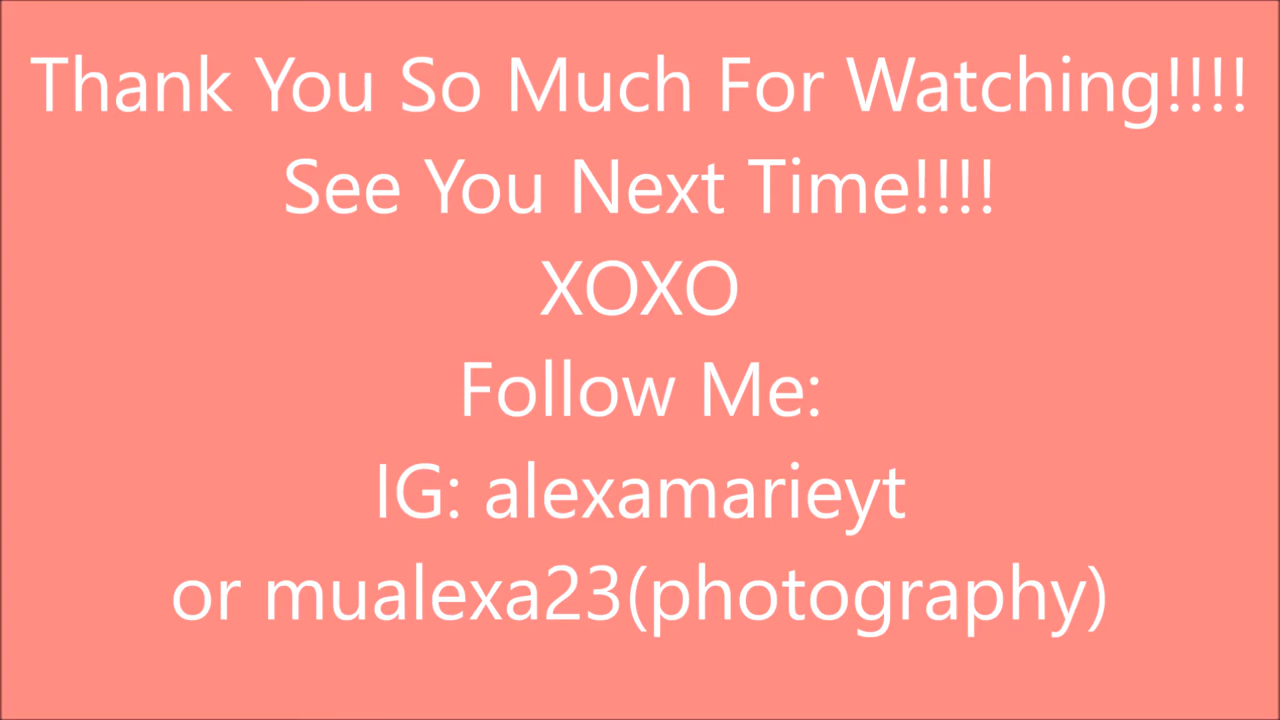 Thank You So Much For Watching!!!!
See You Next Time!!!!
XOXO
Follow Me:
IG: alexamarieyt
or mualexa23(photography)